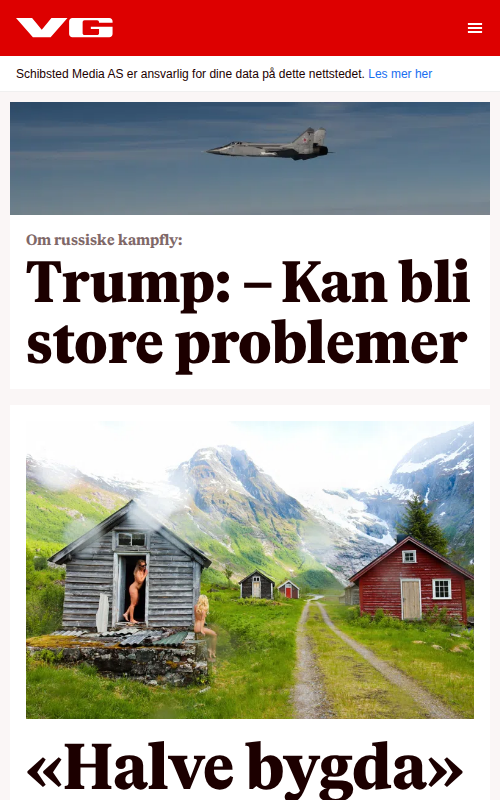 VG
Schibsted Media AS er ansvarlig for dine data på dette nettstedet. Les mer her
Om russiske kampfly:
Trump: – Kan bli
store problemer
«Halve bygda»